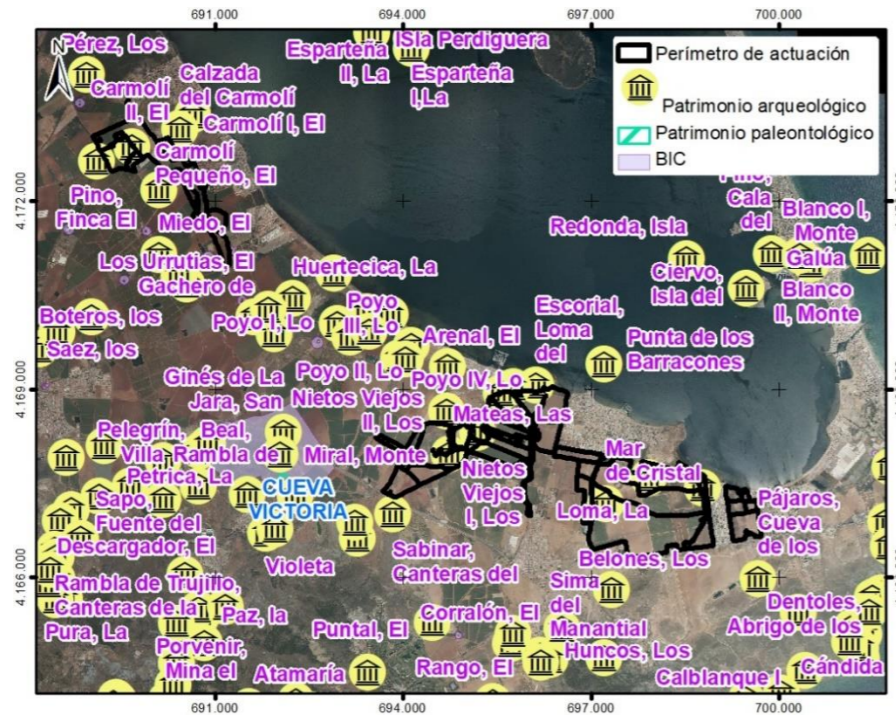 691.000
694.000
697.000
700.000
N
Pérez, Los
Carmolí
II, El
Calzada
del Carmolí
Carmolí I, El
Carmolí
Pequeño, El
Esparteña
II, La
ISla Perdiguera
Esparteña
I,La
Perímetro de actuación
Patrimonio arqueológico
Patrimonio paleontológico
BIC
4.172.000
4.172.000
Pino,
Finca El
Miedo, El
Los Urrutias, El
Gachero de
Huertecica, La
Redonda, Isla
Pino,
Cala
del
Blanco I,
Monte
Galúa
Ciervo,
Isla del
Blanco
II, Monte
Boteros, los
Saez, los
Poyo I, Lo
Poyo
III, Lo
Arenal, El
Escorial,
Loma
del
Punta de los
Barracones
4.169.000
4.169.000
Ginés de La
Jara, San
Poyo II, Lo
Poyo IV, Lo
Nietos Viejos
II, Los
Mateas, Las
Pelegrín,
Villa
Petrica, La
Beal,
Rambla de
Miral, Monte
Nietos
Viejos
I, Los
Mar
de Cristal
Loma, La
CUEVA
VICTORIA
Sapo,
Fuente del
Descargador, El
Pájaros,
Cueva
de los
Belones, Los
Violeta
Sabinar,
Canteras del
4.166.000
4.166.000
Rambla de Trujillo,
Canteras de la
Pura, La
Paz, la
Porvenir,
Mina el
Puntal, El
Corralón, El
Sima
del
Manantial
Huncos, Los
Dentoles,
Abrigo de los
Atamaría
Rango, El
Calblanque I
Cándida
691.000
694.000
697.000
700.000